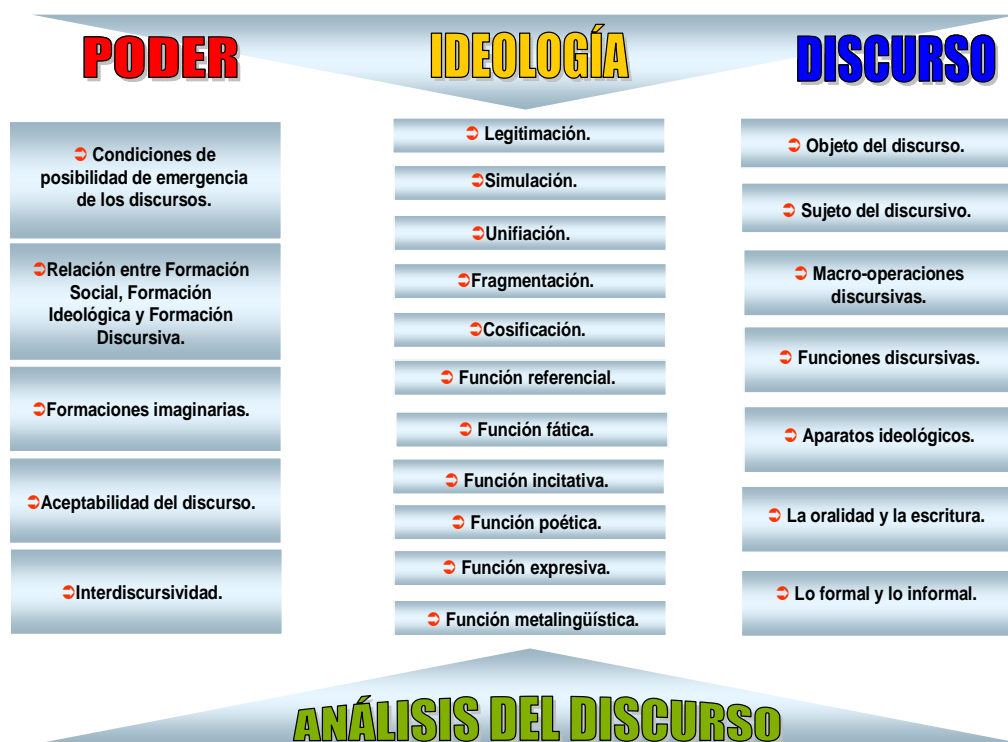 PODER
IDEOLOGÍA
DISCURSO
➲ Condiciones de
posibilidad de emergencia
de los discursos.
➲Relación entre Formación
Social, Formación
Ideológica y Formación
Discursiva.
➲Formaciones imaginarias.
➲Aceptabilidad del discurso.
➲Interdiscursividad.
➲ Legitimación.
➲Simulación.
➲Unifiación.
➲Fragmentación.
➲Cosificación.
➲ Función referencial.
➲ Función fática.
➲ Función incitativa.
➲ Función poética.
➲ Función expresiva.
➲ Función metalingüística.
➲ Objeto del discurso.
➲ Sujeto del discursivo.
➲ Macro-operaciones
discursivas.
➲ Funciones discursivas.
➲ Aparatos ideológicos.
➲ La oralidad y la escritura.
➲ Lo formal y lo informal.
ANÁLISIS DEL DISCURSO